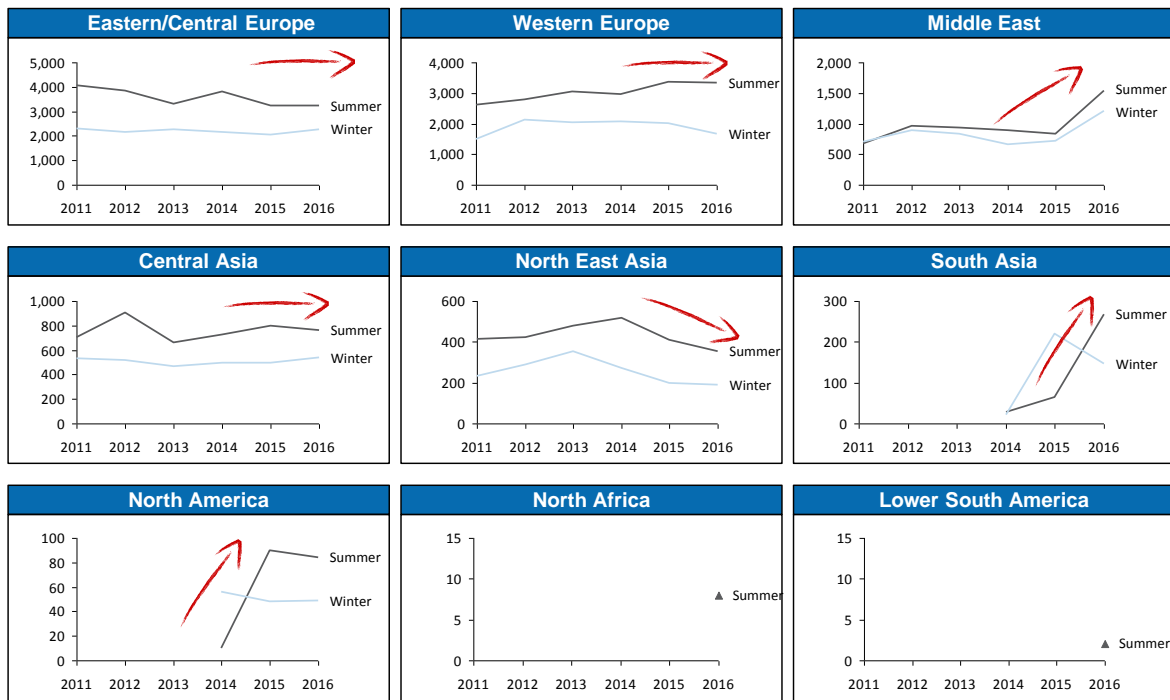 Eastern/Central Europe
5,000
4,000
3,000
2,000
1,000
0
Summer
Winter
2011 2012 2013 2014 2015 2016
Western Europe
4,000
3,000
2,000
1,000
0
Summer
Winter
2011 2012 2013 2014 2015 2016
Middle East
2,000
1,500
1,000
500
0
Summer
Winter
2011 2012 2013 2014 2015 2016
Central Asia
1,000
800
600
400
200
0
Summer
Winter
2011 2012 2013 2014 2015 2016
North East Asia
600
400
200
0
Summer
Winter
2011 2012 2013 2014 2015 2016
South Asia
300
200
100
0
Summer
Winter
2011 2012 2013 2014 2015 2016
North America
100
80
60
40
20
0
Summer
Winter
2011 2012 2013 2014 2015 2016
North Africa
15
10
5
0
Summer
2011 2012 2013 2014 2015 2016
Lower South America
15
10
5
0
Summer
2011 2012 2013 2014 2015 2016